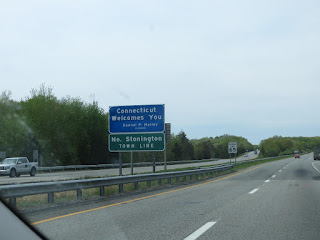 Connecticut
Welcomes You
No. Stonington
TOWN LINE